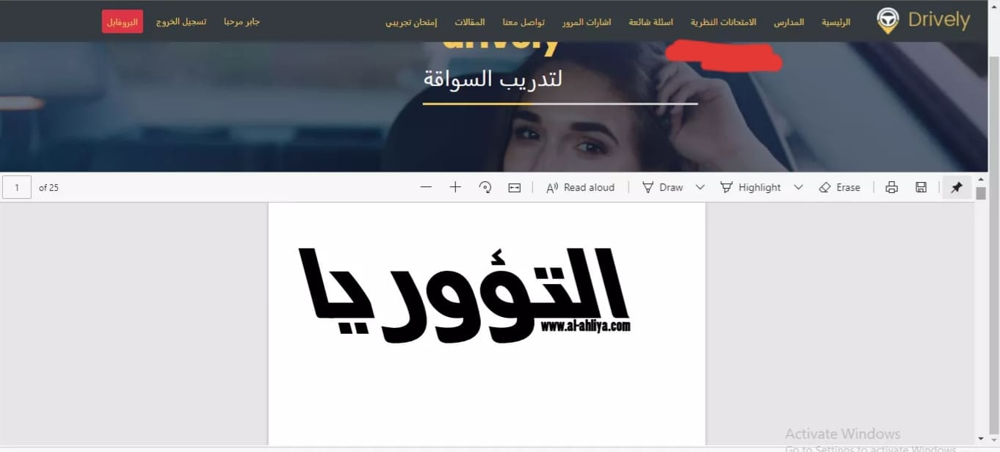 Drively
الرئيسية
المدارس
الامتحانات النظرية
اسئلة شائعة
اشارات المرور
تواصل معنا
المقالات
إمتحان تجريبي
جابر مرحبا
تسجيل الخروج
البروفايل
drively
لتدريب السواقة
1 of 25
Read aloud
Draw
Highlight
Erase
التؤوريا
www.al-ahliya.com
Activate Windows
Go to Settings to activate Windows.